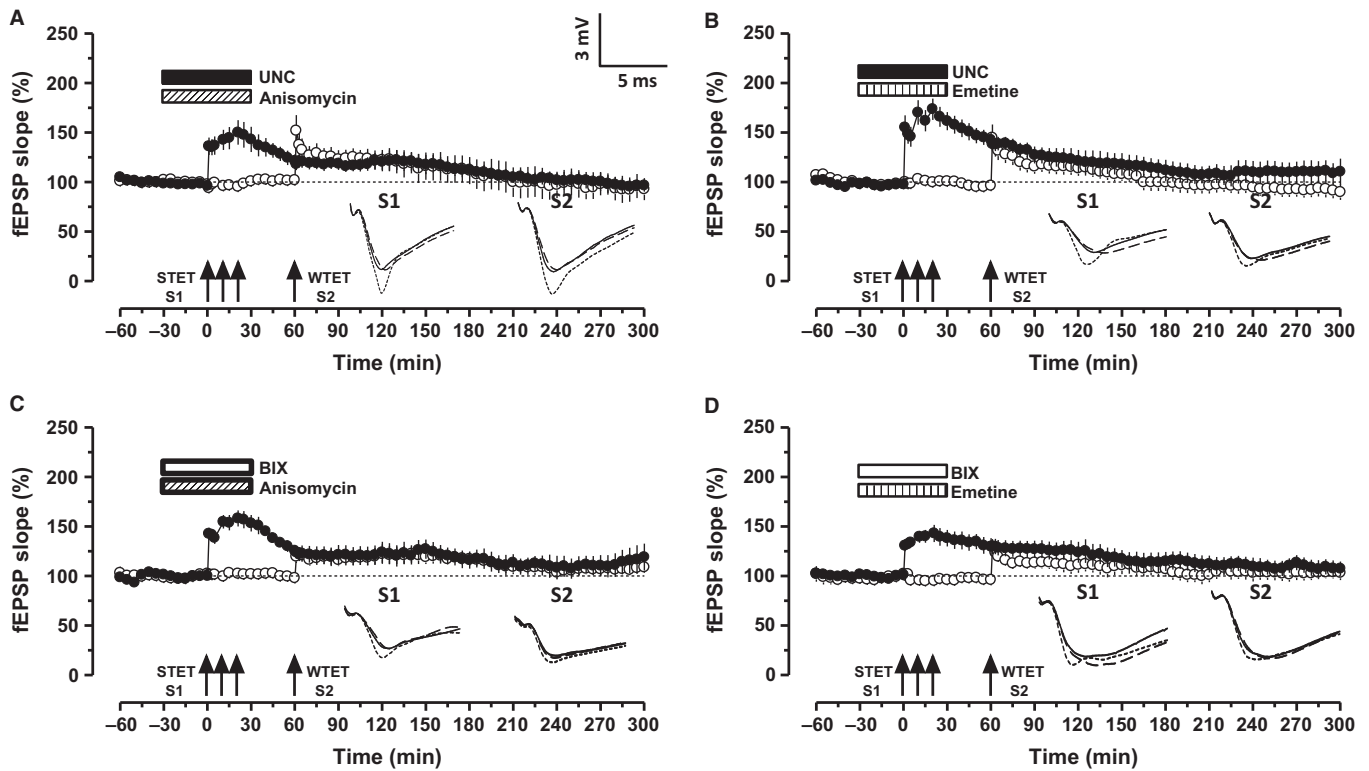 A
250
200
150
100
50
0
fEPSP slope (%)
UNC
Anisomycin
3 mV
5 ms
S1
S2
STET
S1
WTET
S2
–60 –30 0 30 60 90 120 150 180 210 240 270 300
Time (min)
B
250
200
150
100
50
0
fEPSP slope (%)
UNC
Emetine
S1
S2
STET
S1
WTET
S2
–60 –30 0 30 60 90 120 150 180 210 240 270 300
Time (min)
C
250
200
150
100
50
0
fEPSP slope (%)
BIX
Anisomycin
S1
S2
STET
S1
WTET
S2
–60 –30 0 30 60 90 120 150 180 210 240 270 300
Time (min)
D
250
200
150
100
50
0
fEPSP slope (%)
BIX
Emetine
S1
S2
STET
S1
WTET
S2
–60 –30 0 30 60 90 120 150 180 210 240 270 300
Time (min)